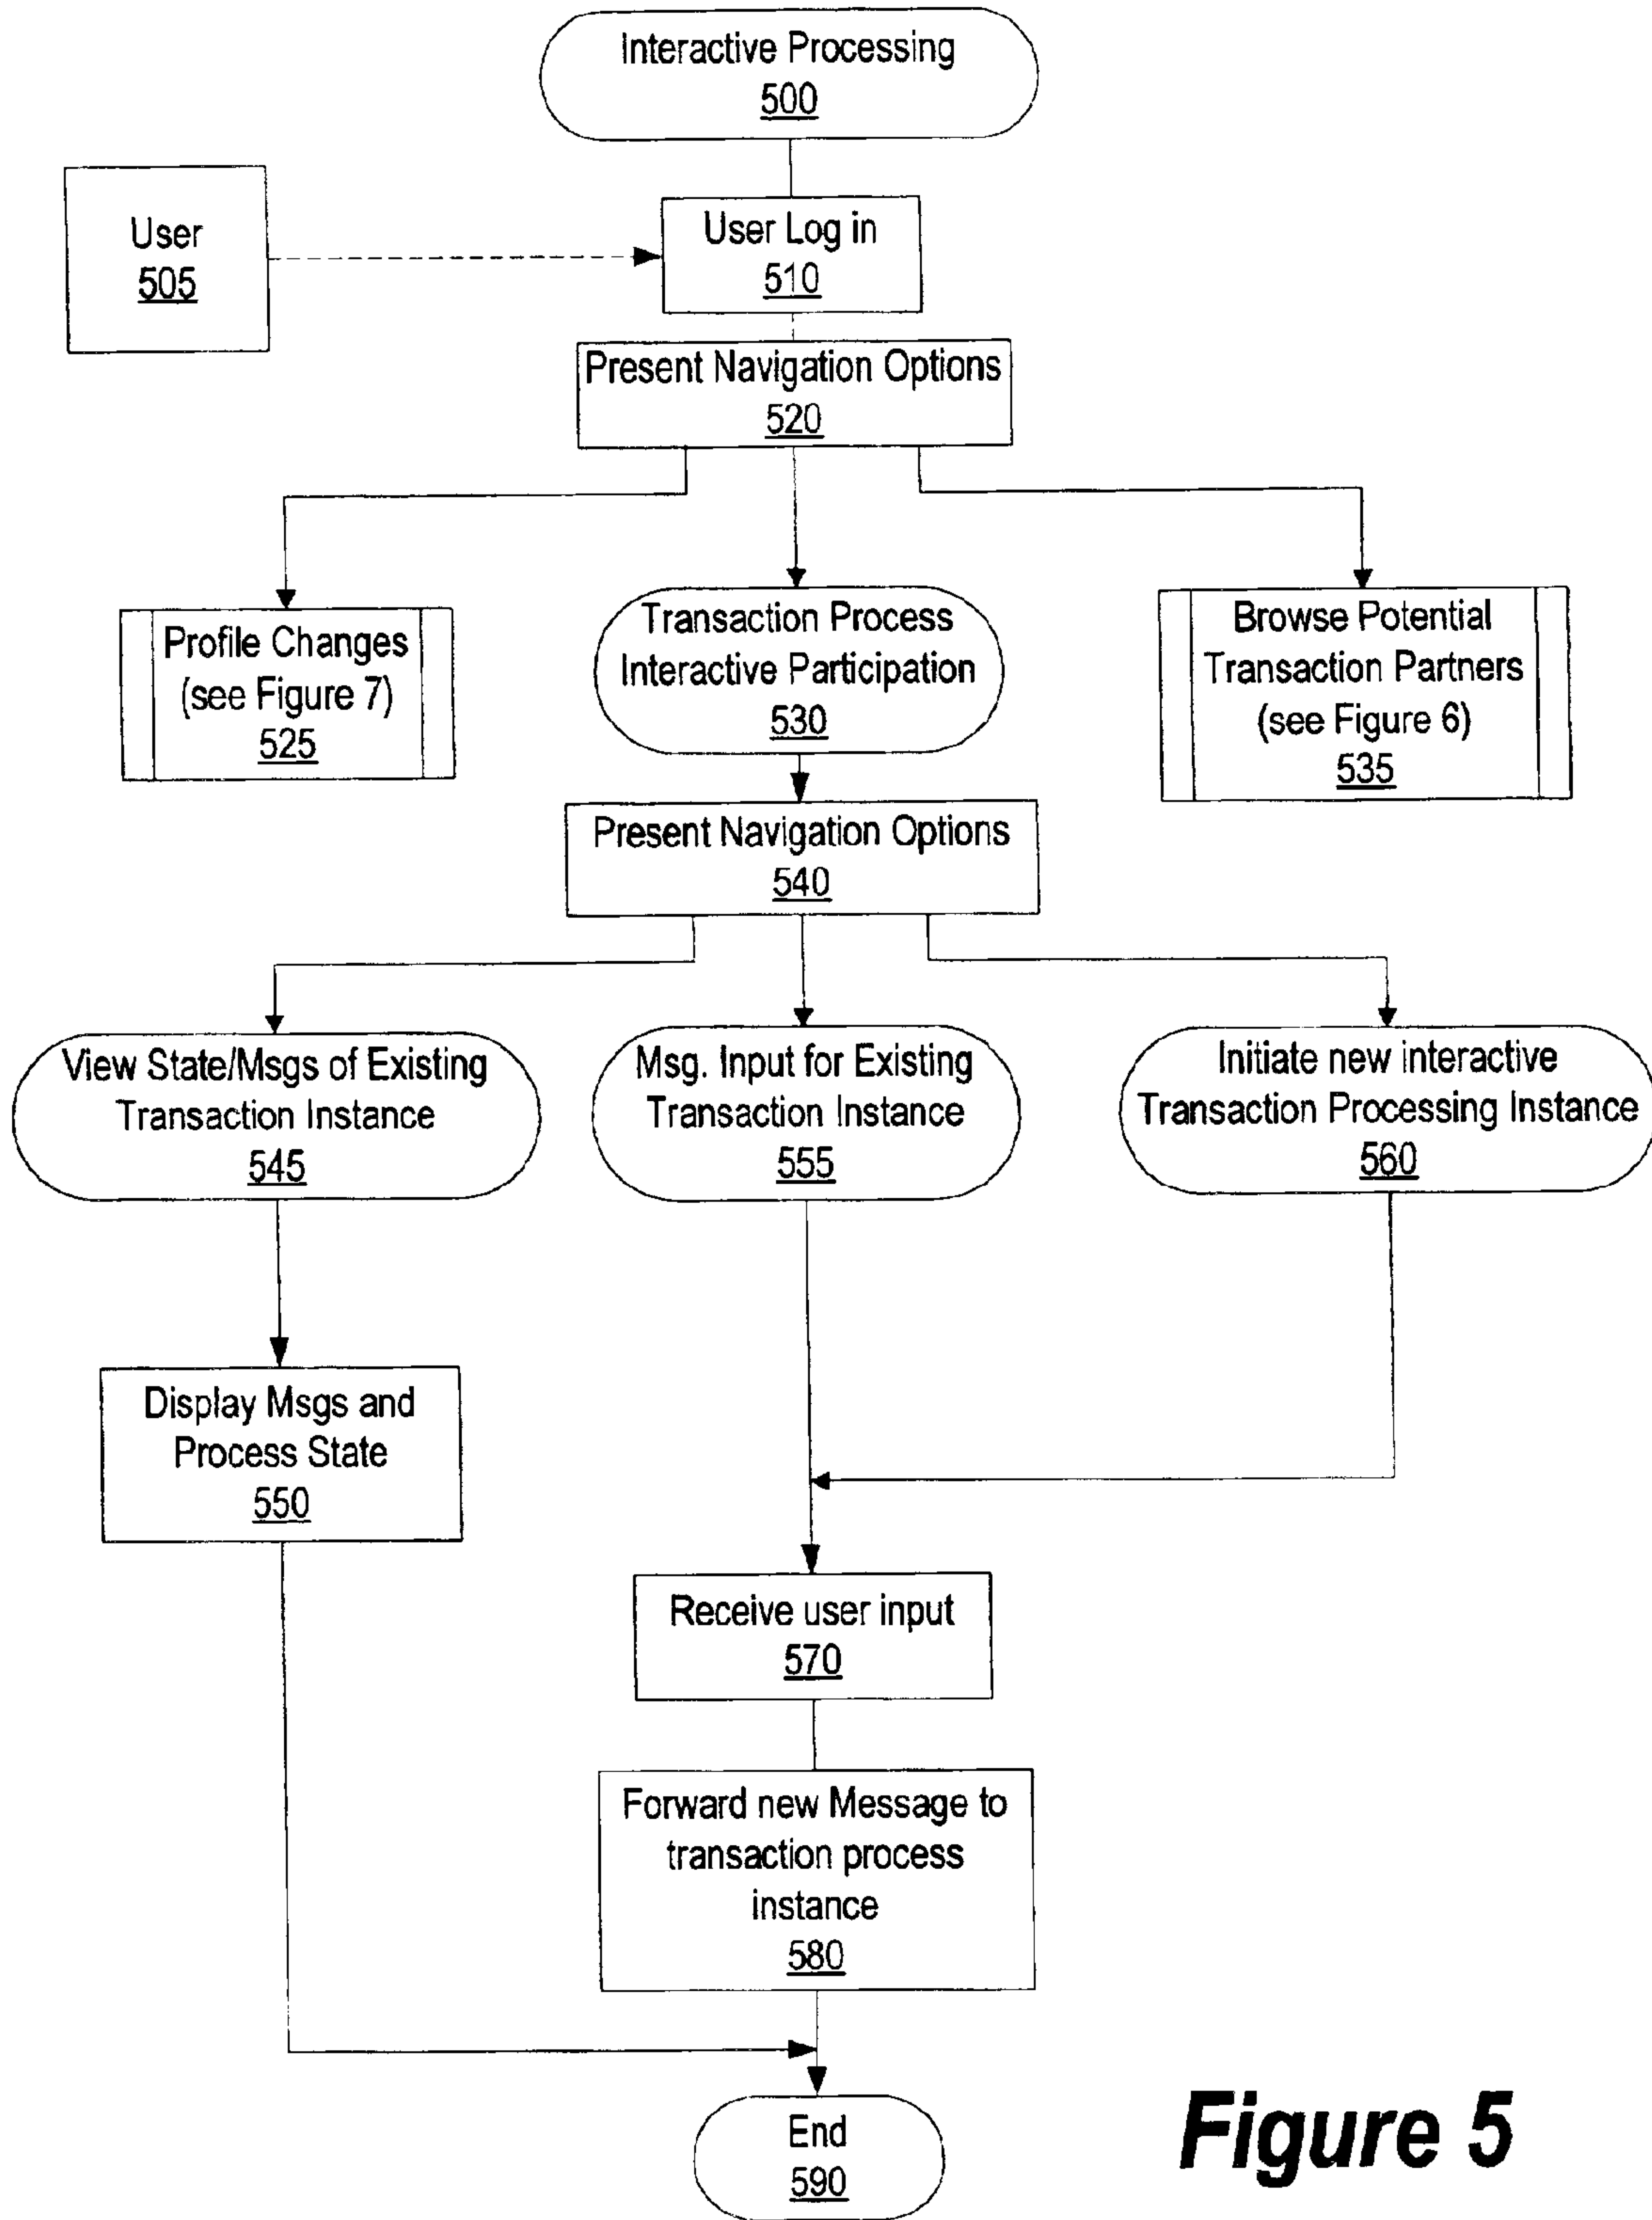 Interactive Processing
500
User
505
User Log in
510
Present Navigation Options
520
Profile Changes
(see Figure 7)
525
Transaction Process
Interactive Participation
530
Browse Potential
Transaction Partners
(see Figure 6)
535
Present Navigation Options
540
View State/Msgs of Existing
Transaction Instance
545
Msg. Input for Existing
Transaction Instance
555
Initiate new interactive
Transaction Processing Instance
560
Display Msgs and
Process State
550
Receive user input
570
Forward new Message to
transaction process
instance
580
End
590
Figure 5